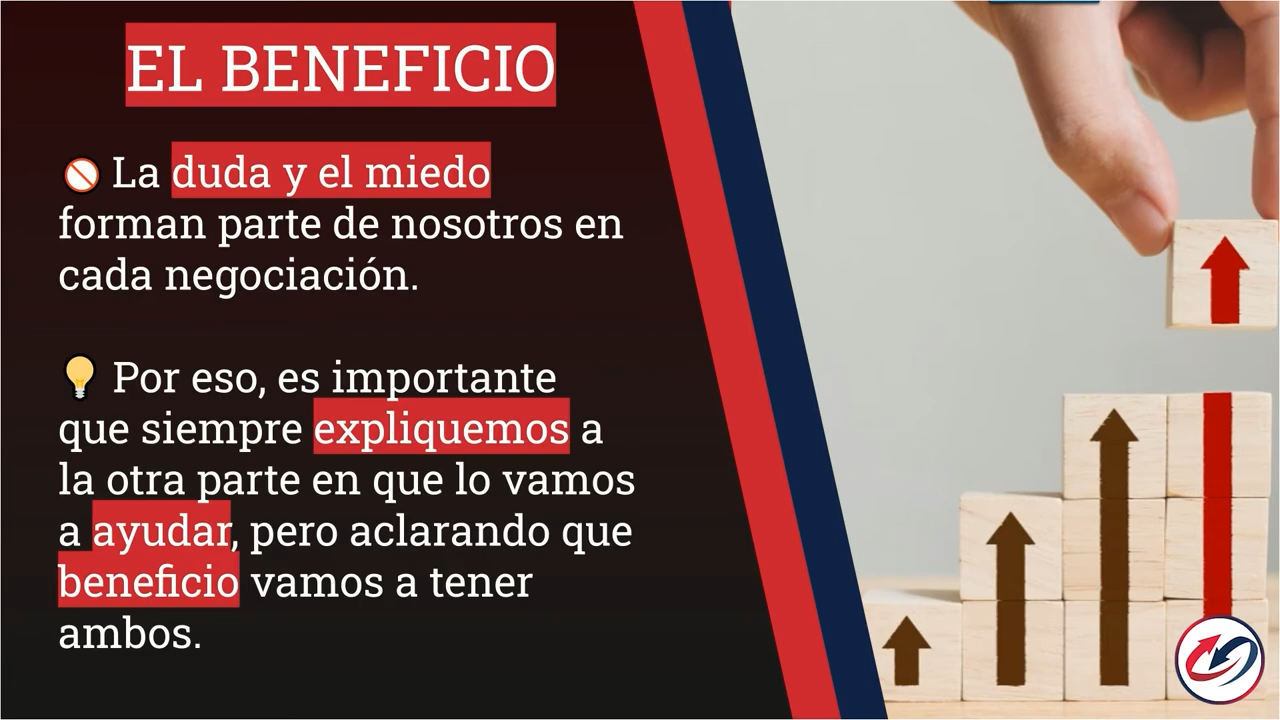 EL BENEFICIO
🚫 La duda y el miedo
forman parte de nosotros en
cada negociación.
💡 Por eso, es importante
que siempre expliquemos a
la otra parte en que lo vamos
a ayudar, pero aclarando que
beneficio vamos a tener
ambos.